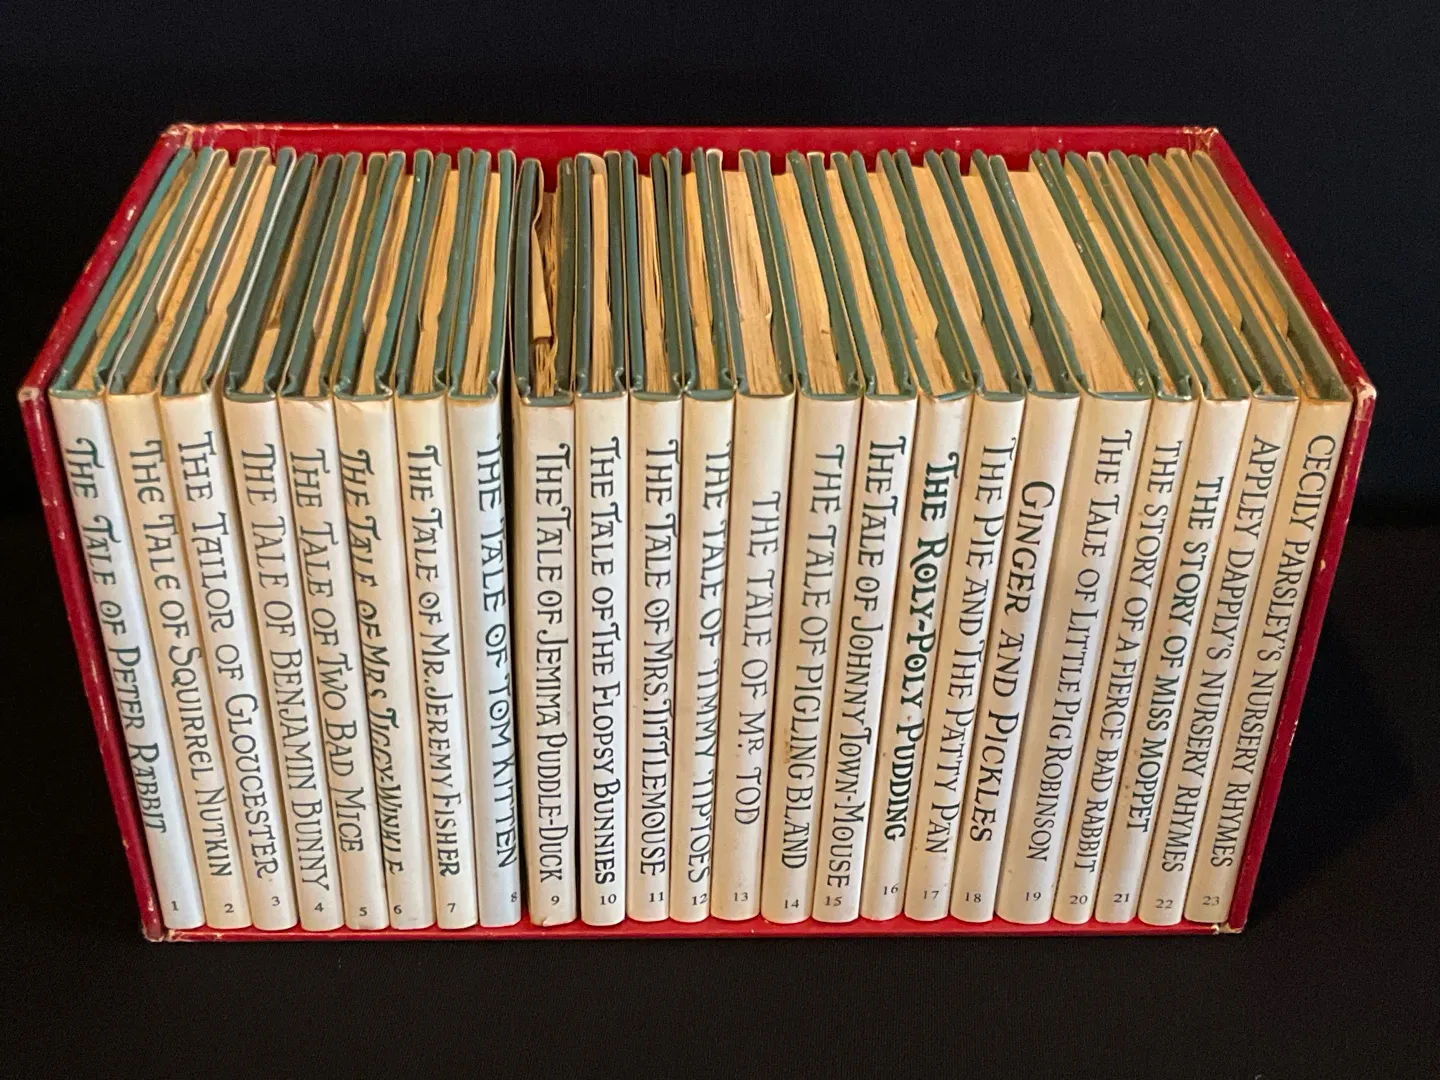 THE TALE OF PETER RABBIT 1
THE TALE OF SQUIRREL NUTKIN 2
THE TAILOR OF GLOUCESTER 3
THE TALE OF BENJAMIN BUNNY 4
THE TALE OF TWO BAD MICE 5
THE TALE OF MRS. TIGGY-WINKLE 6
THE TALE OF MR. JEREMY FISHER 7
THE TALE OF TOM KITTEN 8
THE TALE OF JEMIMA PUDDLE-DUCK 9
THE TALE OF THE FLOPSY BUNNIES 10
THE TALE OF MRS. TITTLEMOUSE 11
THE TALE OF TIMMY TIPTOES 12
THE TALE OF MR. TOD 13
THE TALE OF PIGLING BLAND 14
THE TALE OF JOHNNY TOWN-MOUSE 15
THE ROLY-POLY PUDDING 16
THE PIE AND THE PATTY PAN 17
GINGER AND PICKLES 18
THE TALE OF LITTLE PIG ROBINSON 19
THE STORY OF A FIERCE BAD RABBIT 20
THE STORY OF MISS MOPPET 21
APPLEY DAPPLY'S NURSERY RHYMES 22
CECILY PARSLEY'S NURSERY RHYMES 23